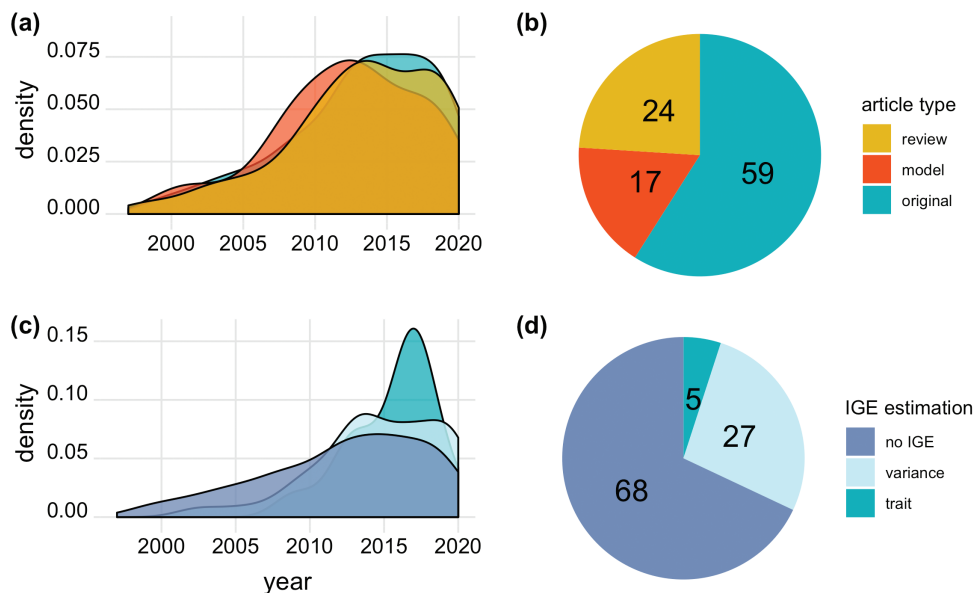 (a)
density
0.075
0.050
0.025
0.000
2000 2005 2010 2015 2020
(b)
24
17
59
article type
review
model
original
(c)
density
0.15
0.10
0.05
0.00
2000 2005 2010 2015 2020
year
(d)
5
27
68
IGE estimation
no IGE
variance
trait